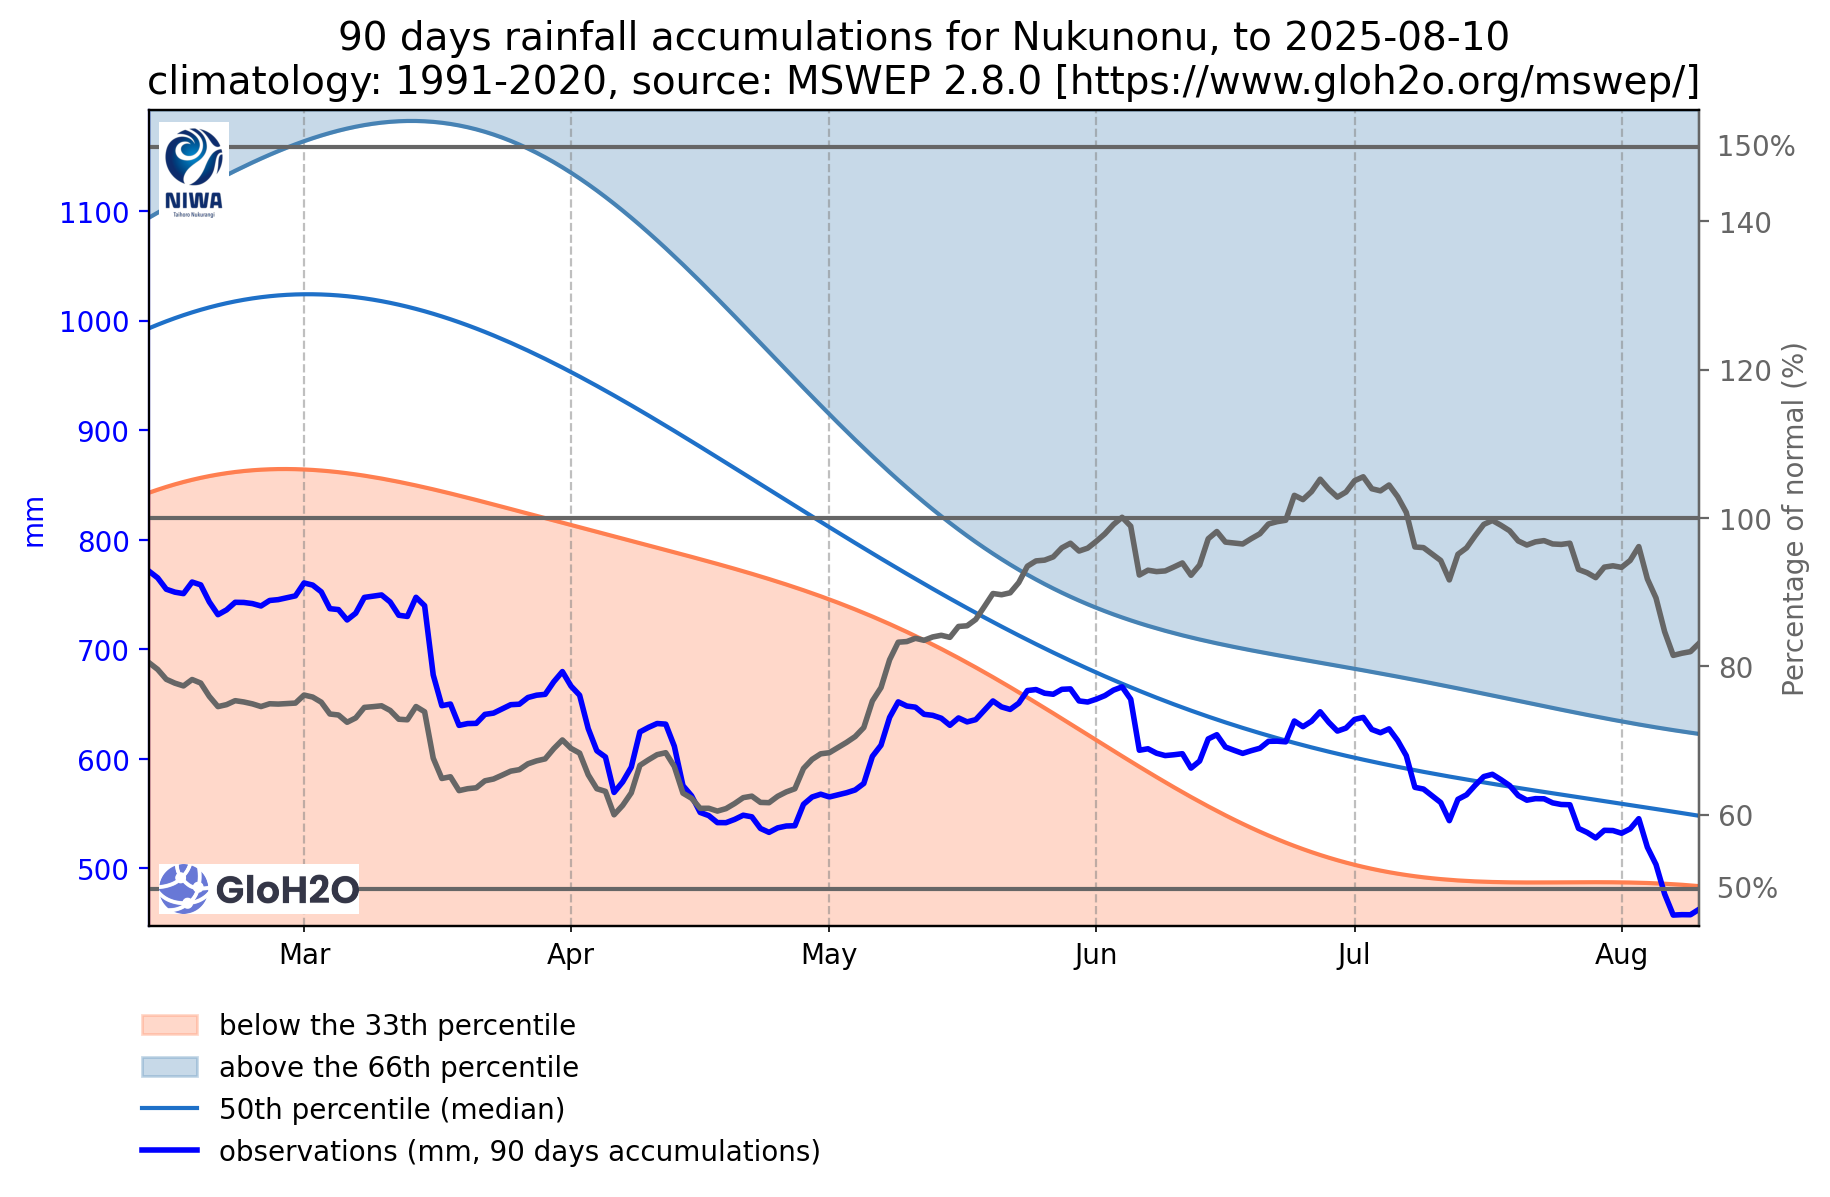 90 days rainfall accumulations for Nukunonu, to 2025-08-10
climatology: 1991-2020, source: MSWEP 2.8.0 [https://www.gloh2o.org/mswep/]
NIWA
Taihoro Nukurangi
1100
1000
900
800
700
600
500
mm
150%
140
120
100
80
60
50%
Percentage of normal (%)
GloH2O
Mar
Apr
May
Jun
Jul
Aug
below the 33th percentile
above the 66th percentile
50th percentile (median)
observations (mm, 90 days accumulations)